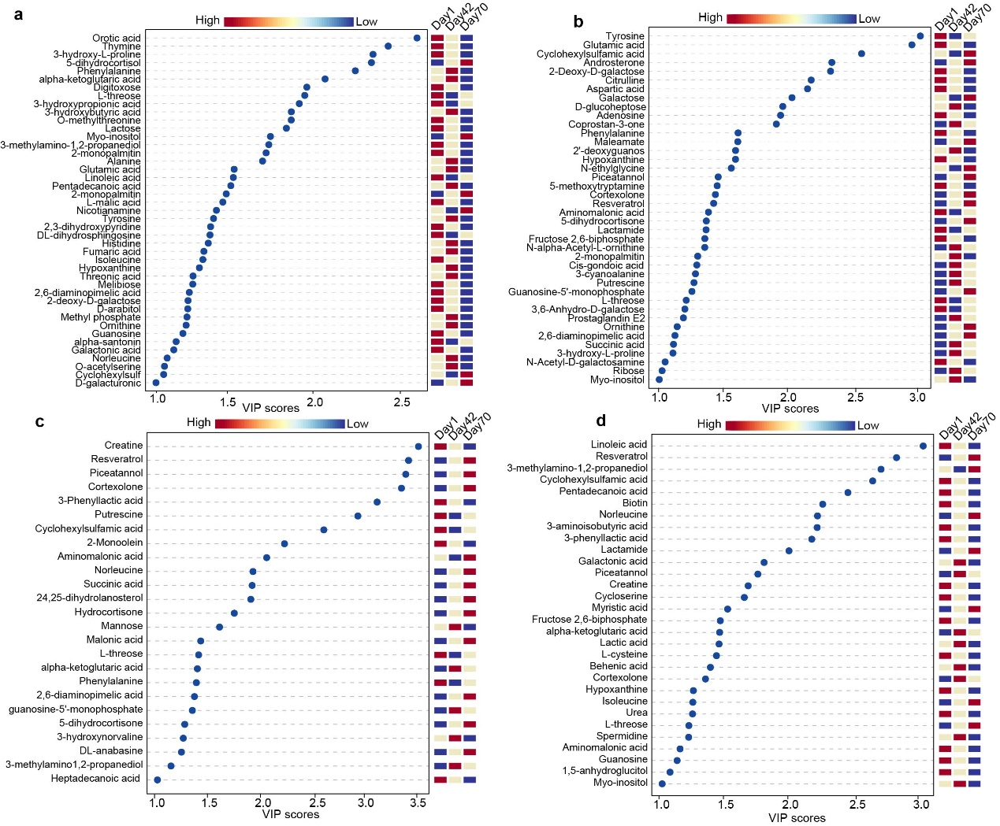 a
High
Low
Day1
Day42
Day70
Orotic acid
Thymine
3-hydroxy-L-proline
5-dihydrocortisol
Phenylalanine
alpha-ketoglutaric acid
Digitoxose
L-threose
3-hydroxypropionic acid
3-hydroxybutyric acid
O-methylthreonine
Lactose
Myo-inositol
3-methylamino-1,2-propanediol
2-monopalmitin
Alanine
Glutamic acid
Linoleic acid
Pentadecanoic acid
2-monopalmitin
L-malic acid
Nicotianamine
Tyrosine
2,3-dihydroxypyridine
DL-dihydrosphingosine
Histidine
Fumaric acid
Isoleucine
Hypoxanthine
Threonic acid
Melibiose
2,6-diaminopimelic acid
2-deoxy-D-galactose
D-arabitol
Methyl phosphate
Ornithine
Guanosine
alpha-santonin
Galactonic acid
Norleucine
O-acetylserine
Cyclohexylsulf
D-galacturonic
1.0
1.5
2.0
2.5
VIP scores
b
High
Low
Day1
Day42
Day70
Tyrosine
Glutamic acid
Cyclohexylsulfamic acid
Androsterone
2-Deoxy-D-galactose
Citrulline
Aspartic acid
Galactose
D-glucoheptose
Adenosine
Coprostan-3-one
Phenylalanine
Maleamate
2'-deoxyguanos
Hypoxanthine
N-ethylglycine
Piceatannol
5-methoxytryptamine
Cortexolone
Resveratrol
Aminomalonic acid
5-dihydrocortisone
Lactamide
Fructose 2,6-biphosphate
N-alpha-Acetyl-L-ornithine
2-monopalmitin
Cis-gondoic acid
3-cyanoalanine
Putrescine
Guanosine-5'-monophosphate
L-threose
3,6-Anhydro-D-galactose
Prostaglandin E2
Ornithine
2,6-diaminopimelic acid
Succinic acid
3-hydroxy-L-proline
N-Acetyl-D-galactosamine
Ribose
Myo-inositol
1.0
1.5
2.0
2.5
3.0
VIP scores
c
High
Low
Day1
Day42
Day70
Creatine
Resveratrol
Piceatannol
Cortexolone
3-Phenyllactic acid
Putrescine
Cyclohexylsulfamic acid
2-Monoolein
Aminomalonic acid
Norleucine
Succinic acid
24,25-dihydrolanosterol
Hydrocortisone
Mannose
Malonic acid
L-threose
alpha-ketoglutaric acid
Phenylalanine
2,6-diaminopimelic acid
guanosine-5'-monophosphate
5-dihydrocortisone
3-hydroxynorvaline
DL-anabasine
3-methylamino1,2-propanediol
Heptadecanoic acid
1.0
1.5
2.0
2.5
3.0
3.5
VIP scores
d
High
Low
Day1
Day42
Day70
Linoleic acid
Resveratrol
3-methylamino-1,2-propanediol
Cyclohexylsulfamic acid
Pentadecanoic acid
Biotin
Norleucine
3-aminoisobutyric acid
3-phenyllactic acid
Lactamide
Galactonic acid
Piceatannol
Creatine
Cycloserine
Myristic acid
Fructose 2,6-biphosphate
alpha-ketoglutaric acid
Lactic acid
L-cysteine
Behenic acid
Cortexolone
Hypoxanthine
Isoleucine
Urea
L-threose
Spermidine
Aminomalonic acid
Guanosine
1,5-anhydroglucitol
Myo-inositol
1.0
1.5
2.0
2.5
3.0
VIP scores